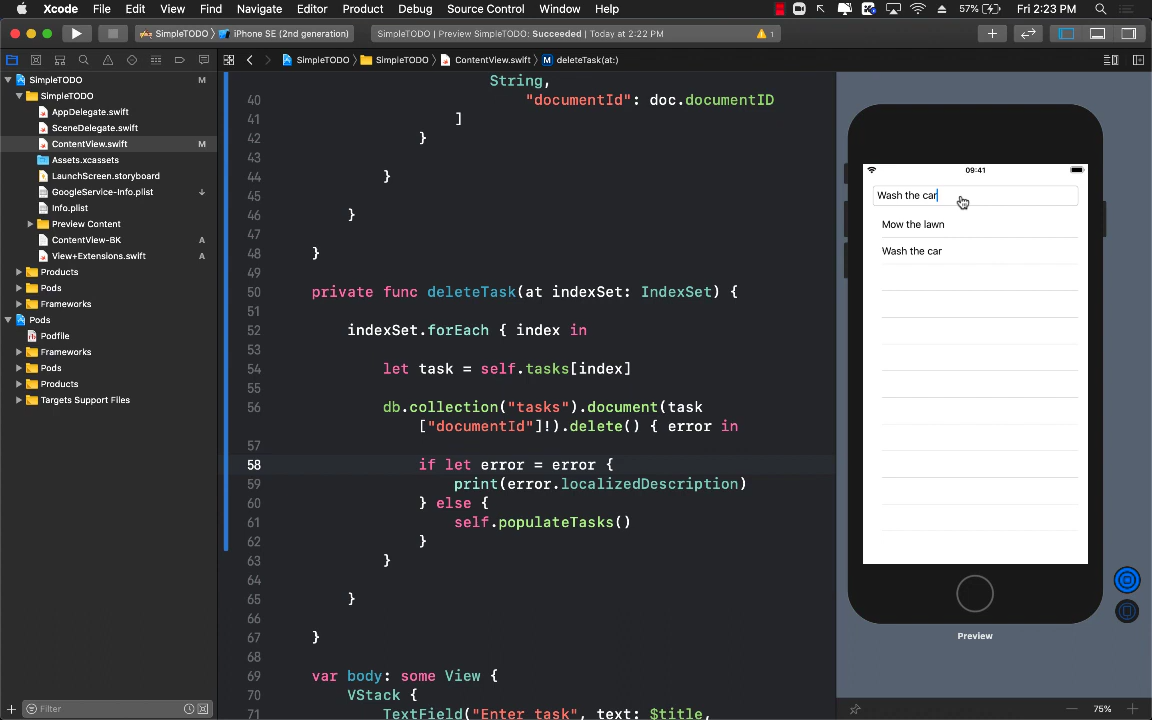 Xcode File Edit View Find Navigate Editor Product Debug Source Control Window Help 57% Fri 2:23 PM
SimpleTODO iPhone SE (2nd generation) SimpleTODO | Preview SimpleTODO: Succeeded | Today at 2:22 PM 1
SimpleTODO SimpleTODO ContentView.swift M deleteTask(at:)
SimpleTODO M
SimpleTODO
AppDelegate.swift
SceneDelegate.swift
ContentView.swift M
Assets.xcassets
LaunchScreen.storyboard
GoogleService-Info.plist
Info.plist
Preview Content
ContentView-BK A
View+Extensions.swift A
Products
Pods
Frameworks
Pods
Podfile
Frameworks
Pods
Products
Targets Support Files
Filter
String,
40 "documentId": doc.documentID
41 ]
42 }
43
44 }
45
46 }
47
48 }
49
50 private func deleteTask(at indexSet: IndexSet) {
51
52 indexSet.forEach { index in
53
54 let task = self.tasks[index]
55
56 db.collection("tasks").document(task
["documentId"]!).delete() { error in
57
58 if let error = error {
59 print(error.localizedDescription)
60 } else {
61 self.populateTasks()
62 }
63 }
64
65 }
66
67 }
68
69 var body: some View {
70 VStack {
71 TextField("Enter task", text: $title,
09:41
Wash the car
Mow the lawn
Wash the car
Preview
75%